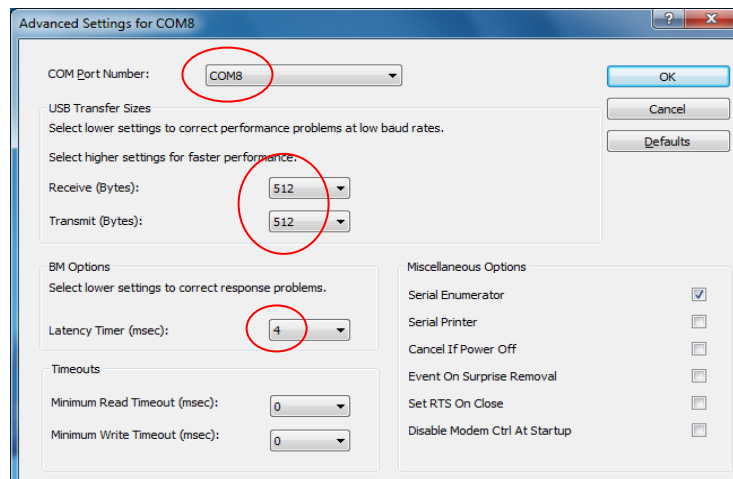 Advanced Settings for COM8
COM Port Number: COM8
OK
USB Transfer Sizes
Cancel
Select lower settings to correct performance problems at low baud rates.
Defaults
Select higher settings for faster performance.
Receive (Bytes): 512
Transmit (Bytes): 512
BM Options
Select lower settings to correct response problems.
Latency Timer (msec): 4
Timeouts
Minimum Read Timeout (msec): 0
Minimum Write Timeout (msec): 0
Miscellaneous Options
Serial Enumerator
Serial Printer
Cancel If Power Off
Event On Surprise Removal
Set RTS On Close
Disable Modem Ctrl At Startup